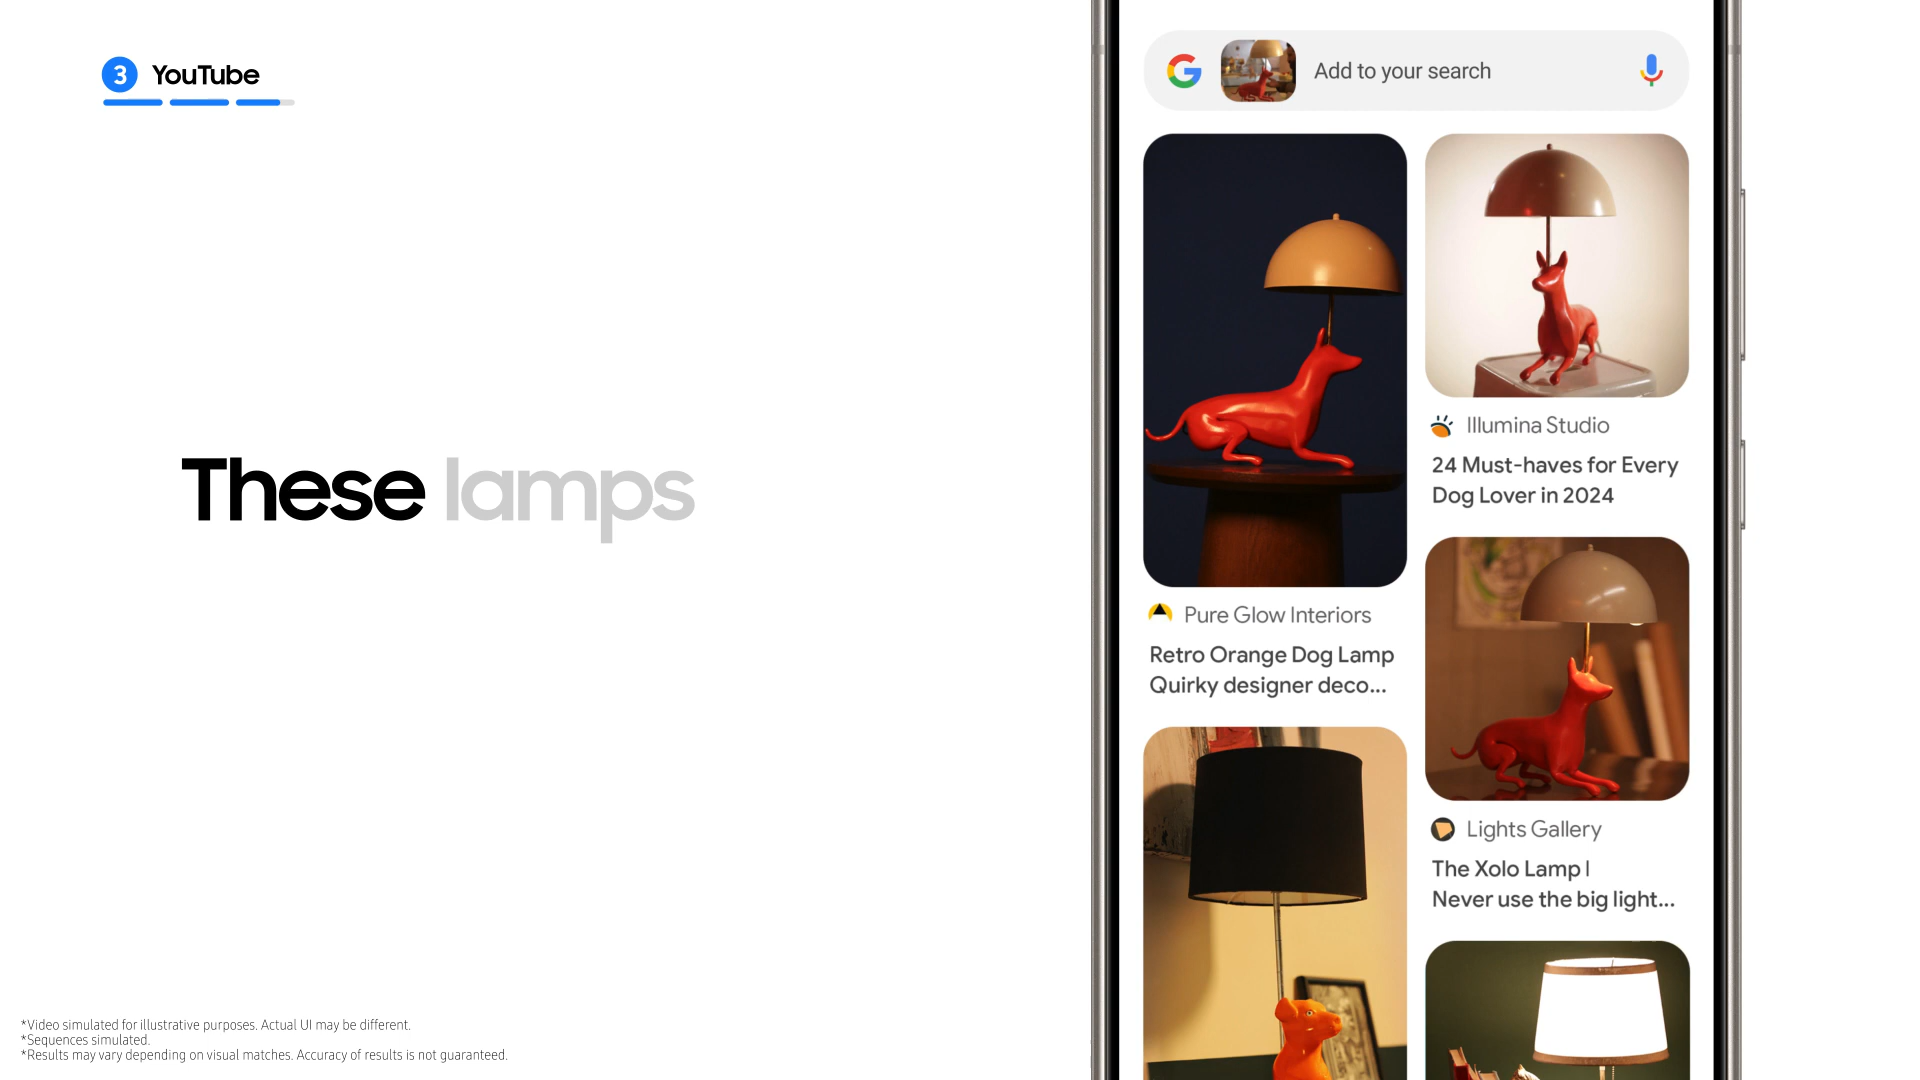 3 YouTube
These lamps
*Video simulated for illustrative purposes. Actual UI may be different.
*Sequences simulated.
*Results may vary depending on visual matches. Accuracy of results is not guaranteed.
Add to your search
Pure Glow Interiors
Retro Orange Dog Lamp
Quirky designer deco...
Illumina Studio
24 Must-haves for Every
Dog Lover in 2024
Lights Gallery
The Xolo Lamp |
Never use the big light...